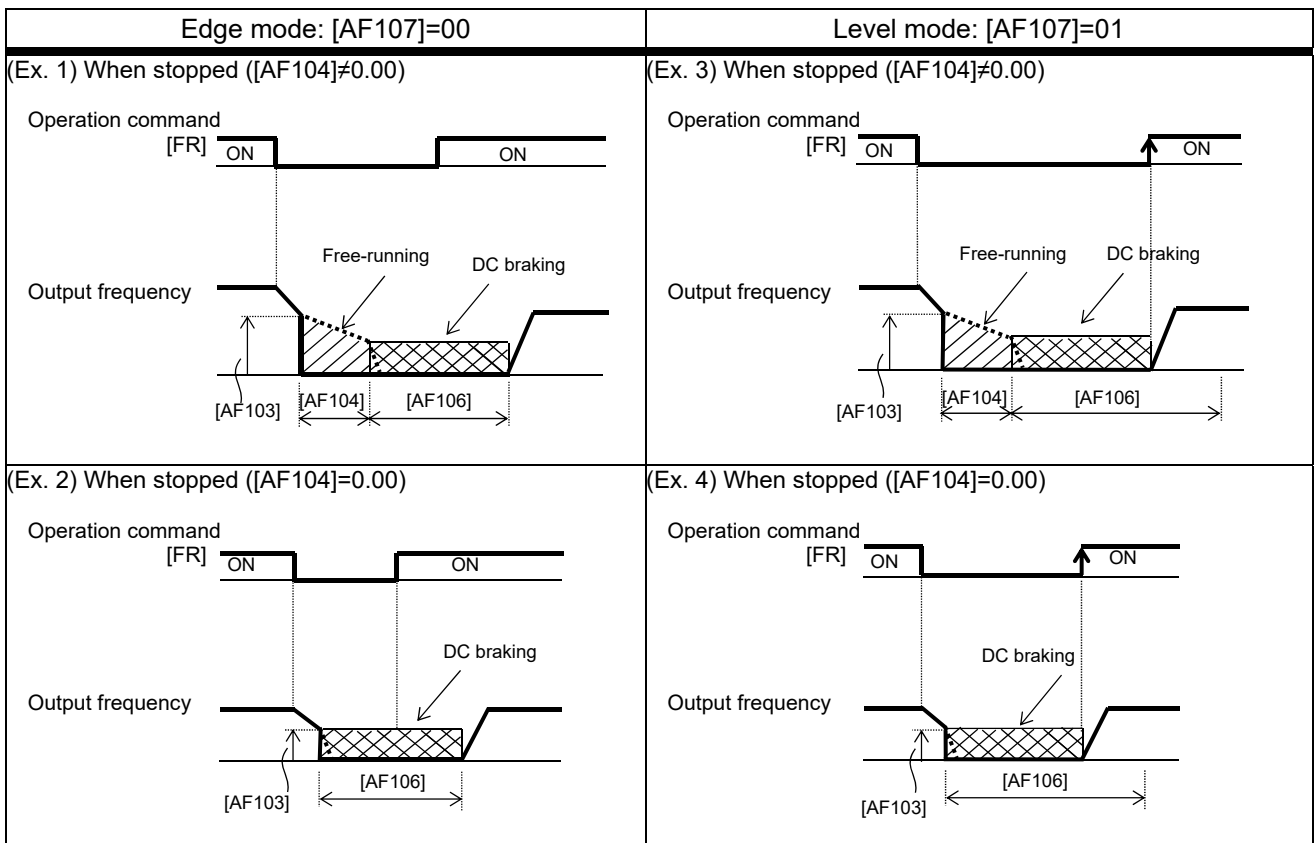 Edge mode: [AF107]=00
Level mode: [AF107]=01
(Ex. 1) When stopped ([AF104]≠0.00)
Operation command
[FR]
ON
ON
Free-running
DC braking
Output frequency
[AF103]
[AF104]
[AF106]
(Ex. 3) When stopped ([AF104]≠0.00)
Operation command
[FR]
ON
ON
Free-running
DC braking
Output frequency
[AF103]
[AF104]
[AF106]
(Ex. 2) When stopped ([AF104]=0.00)
Operation command
[FR]
ON
ON
DC braking
Output frequency
[AF103]
[AF106]
(Ex. 4) When stopped ([AF104]=0.00)
Operation command
[FR]
ON
ON
DC braking
Output frequency
[AF103]
[AF106]